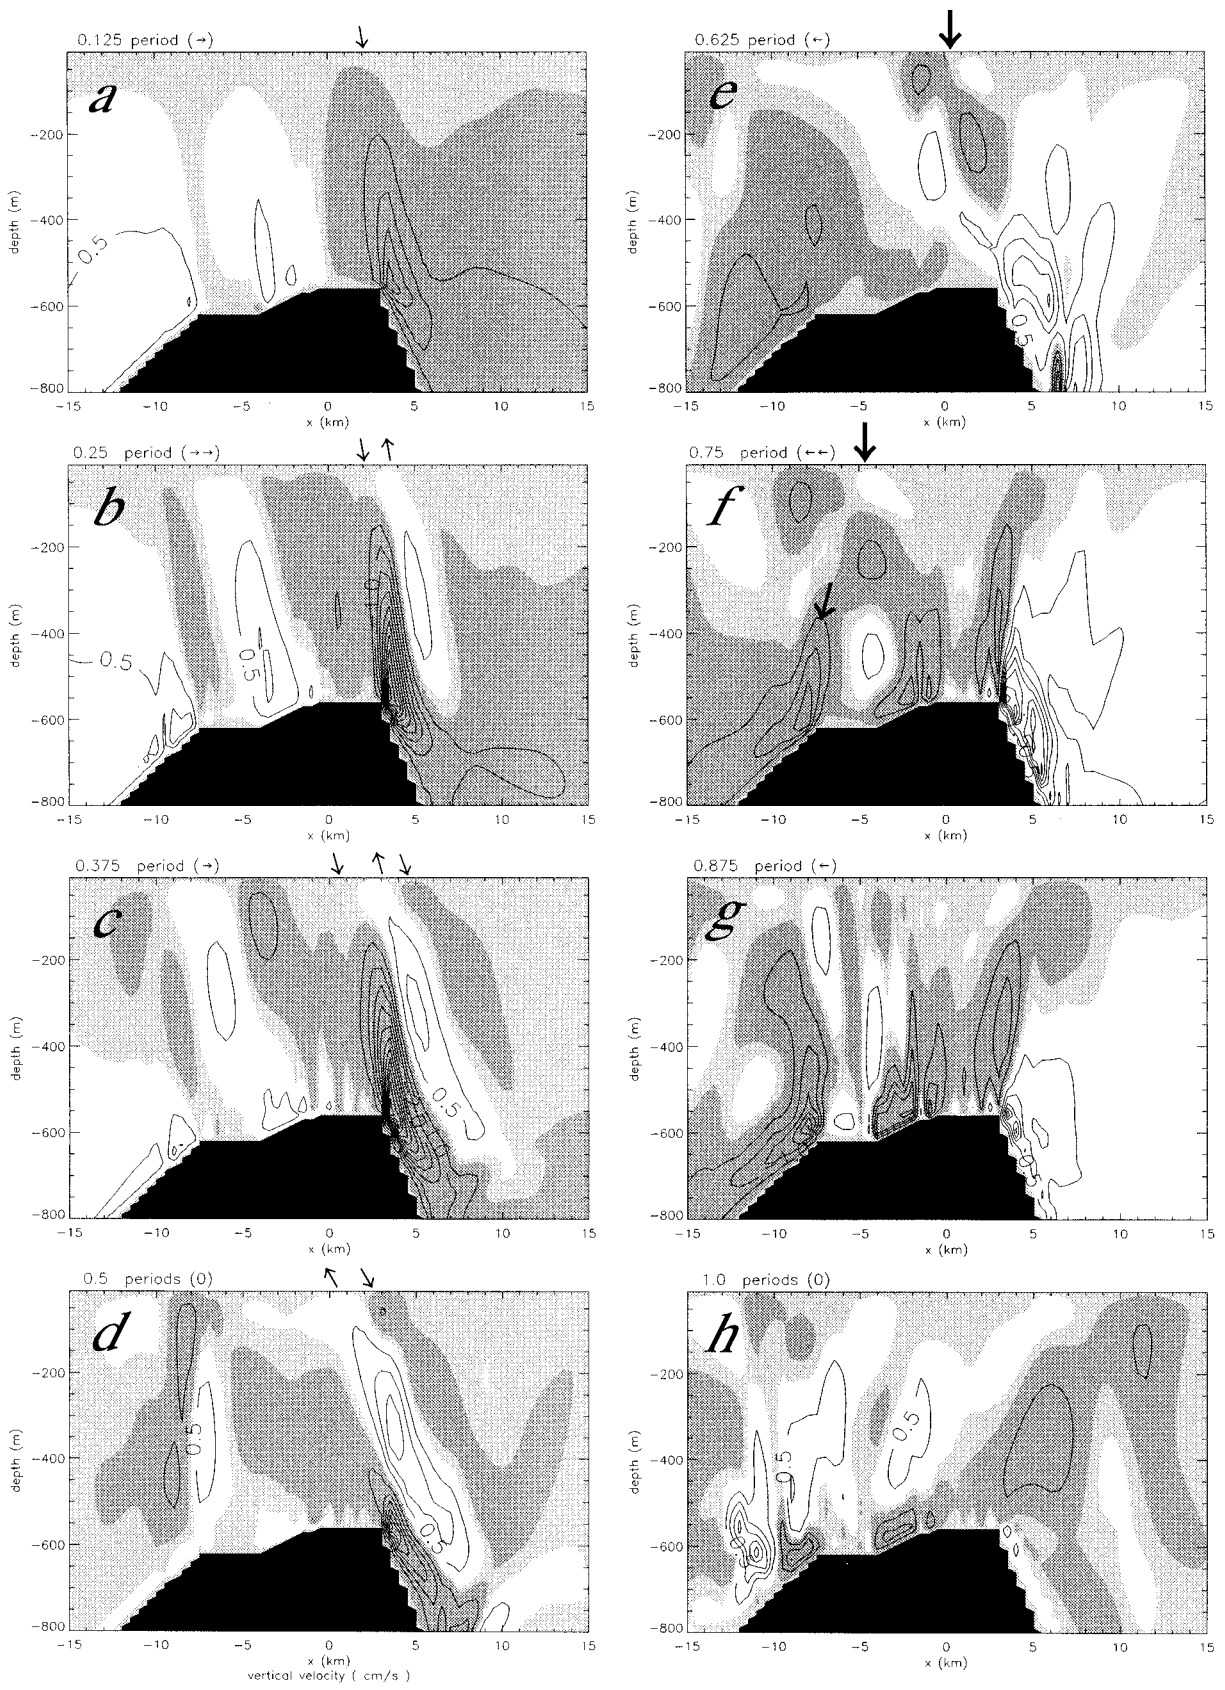 0.125 period (→)
a
0.5
−200
−400
−600
−800
depth (m)
−15 −10 −5 0 5 10 15
x (km)
0.625 period (←)
e
0.5
−200
−400
−600
−800
depth (m)
−15 −10 −5 0 5 10 15
x (km)
0.25 period (→→)
b
1.0
0.5
0.5
−200
−400
−600
−800
depth (m)
−15 −10 −5 0 5 10 15
x (km)
0.75 period (←←)
f
−200
−400
−600
−800
depth (m)
−15 −10 −5 0 5 10 15
x (km)
0.375 period (→)
c
0.5
−200
−400
−600
−800
depth (m)
−15 −10 −5 0 5 10 15
x (km)
0.875 period (←)
g
−200
−400
−600
−800
depth (m)
−15 −10 −5 0 5 10 15
x (km)
0.5 periods (0)
d
0.5
0.5
−200
−400
−600
−800
depth (m)
−15 −10 −5 0 5 10 15
x (km)
vertical velocity ( cm/s )
1.0 periods (0)
h
0.5
0.5
−200
−400
−600
−800
depth (m)
−15 −10 −5 0 5 10 15
x (km)